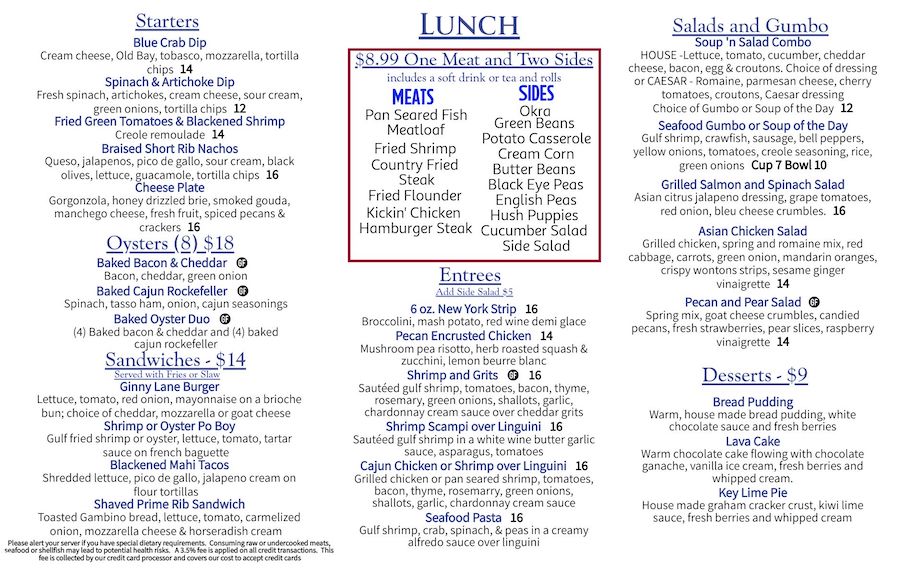 Starters
Blue Crab Dip
Cream cheese, Old Bay, tobasco, mozzarella, tortilla
chips 14
Spinach & Artichoke Dip
Fresh spinach, artichokes, cream cheese, sour cream,
green onions, tortilla chips 12
Fried Green Tomatoes & Blackened Shrimp
Creole remoulade 14
Braised Short Rib Nachos
Queso, jalapenos, pico de gallo, sour cream, black
olives, lettuce, guacamole, tortilla chips 16
Cheese Plate
Gorgonzola, honey drizzled brie, smoked gouda,
manchego cheese, fresh fruit, spiced pecans &
crackers 16
Oysters (8) $18
Baked Bacon & Cheddar GF
Bacon, cheddar, green onion
Baked Cajun Rockefeller GF
Spinach, tasso ham, onion, cajun seasonings
Baked Oyster Duo GF
(4) Baked bacon & cheddar and (4) baked
cajun rockefeller
Sandwiches - $14
Served with Fries or Slaw
Ginny Lane Burger
Lettuce, tomato, red onion, mayonnaise on a brioche
bun; choice of cheddar, mozzarella or goat cheese
Shrimp or Oyster Po Boy
Gulf fried shrimp or oyster, lettuce, tomato, tartar
sauce on french baguette
Blackened Mahi Tacos
Shredded lettuce, pico de gallo, jalapeno cream on
flour tortillas
Shaved Prime Rib Sandwich
Toasted Gambino bread, lettuce, tomato, carmelized
onion, mozzarella cheese & horseradish cream
Please alert your server if you have special dietary requirements. Consuming raw or undercooked meats,
seafood or shellfish may lead to potential health risks. A 3.5% fee is applied on all credit transactions. This
fee is collected by our credit card processor and covers our cost to accept credit cards
LUNCH
$8.99 One Meat and Two Sides
includes a soft drink or tea and rolls
MEATS
Pan Seared Fish
Meatloaf
Fried Shrimp
Country Fried
Steak
Fried Flounder
Kickin' Chicken
Hamburger Steak
SIDES
Okra
Green Beans
Potato Casserole
Cream Corn
Butter Beans
Black Eye Peas
English Peas
Hush Puppies
Cucumber Salad
Side Salad
Entrees
Add Side Salad $5
6 oz. New York Strip 16
Broccolini, mash potato, red wine demi glace
Pecan Encrusted Chicken 14
Mushroom pea risotto, herb roasted squash &
zucchini, lemon beurre blanc
Shrimp and Grits GF 16
Sautéed gulf shrimp, tomatoes, bacon, thyme,
rosemary, green onions, shallots, garlic,
chardonnay cream sauce over cheddar grits
Shrimp Scampi over Linguini 16
Sautéed gulf shrimp in a white wine butter garlic
sauce, asparagus, tomatoes
Cajun Chicken or Shrimp over Linguini 16
Grilled chicken or pan seared shrimp, tomatoes,
bacon, thyme, rosemarry, green onions,
shallots, garlic, chardonnay cream sauce
Seafood Pasta 16
Gulf shrimp, crab, spinach, & peas in a creamy
alfredo sauce over linguini
Salads and Gumbo
Soup 'n Salad Combo
HOUSE -Lettuce, tomato, cucumber, cheddar
cheese, bacon, egg & croutons. Choice of dressing
or CAESAR - Romaine, parmesan cheese, cherry
tomatoes, croutons, Caesar dressing
Choice of Gumbo or Soup of the Day 12
Seafood Gumbo or Soup of the Day
Gulf shrimp, crawfish, sausage, bell peppers,
yellow onions, tomatoes, creole seasoning, rice,
green onions Cup 7 Bowl 10
Grilled Salmon and Spinach Salad
Asian citrus jalapeno dressing, grape tomatoes,
red onion, bleu cheese crumbles. 16
Asian Chicken Salad
Grilled chicken, spring and romaine mix, red
cabbage, carrots, green onion, mandarin oranges,
crispy wontons strips, sesame ginger
vinaigrette 14
Pecan and Pear Salad GF
Spring mix, goat cheese crumbles, candied
pecans, fresh strawberries, pear slices, raspberry
vinaigrette 14
Desserts - $9
Bread Pudding
Warm, house made bread pudding, white
chocolate sauce and fresh berries
Lava Cake
Warm chocolate cake flowing with chocolate
ganache, vanilla ice cream, fresh berries and
whipped cream.
Key Lime Pie
House made graham cracker crust, kiwi lime
sauce, fresh berries and whipped cream